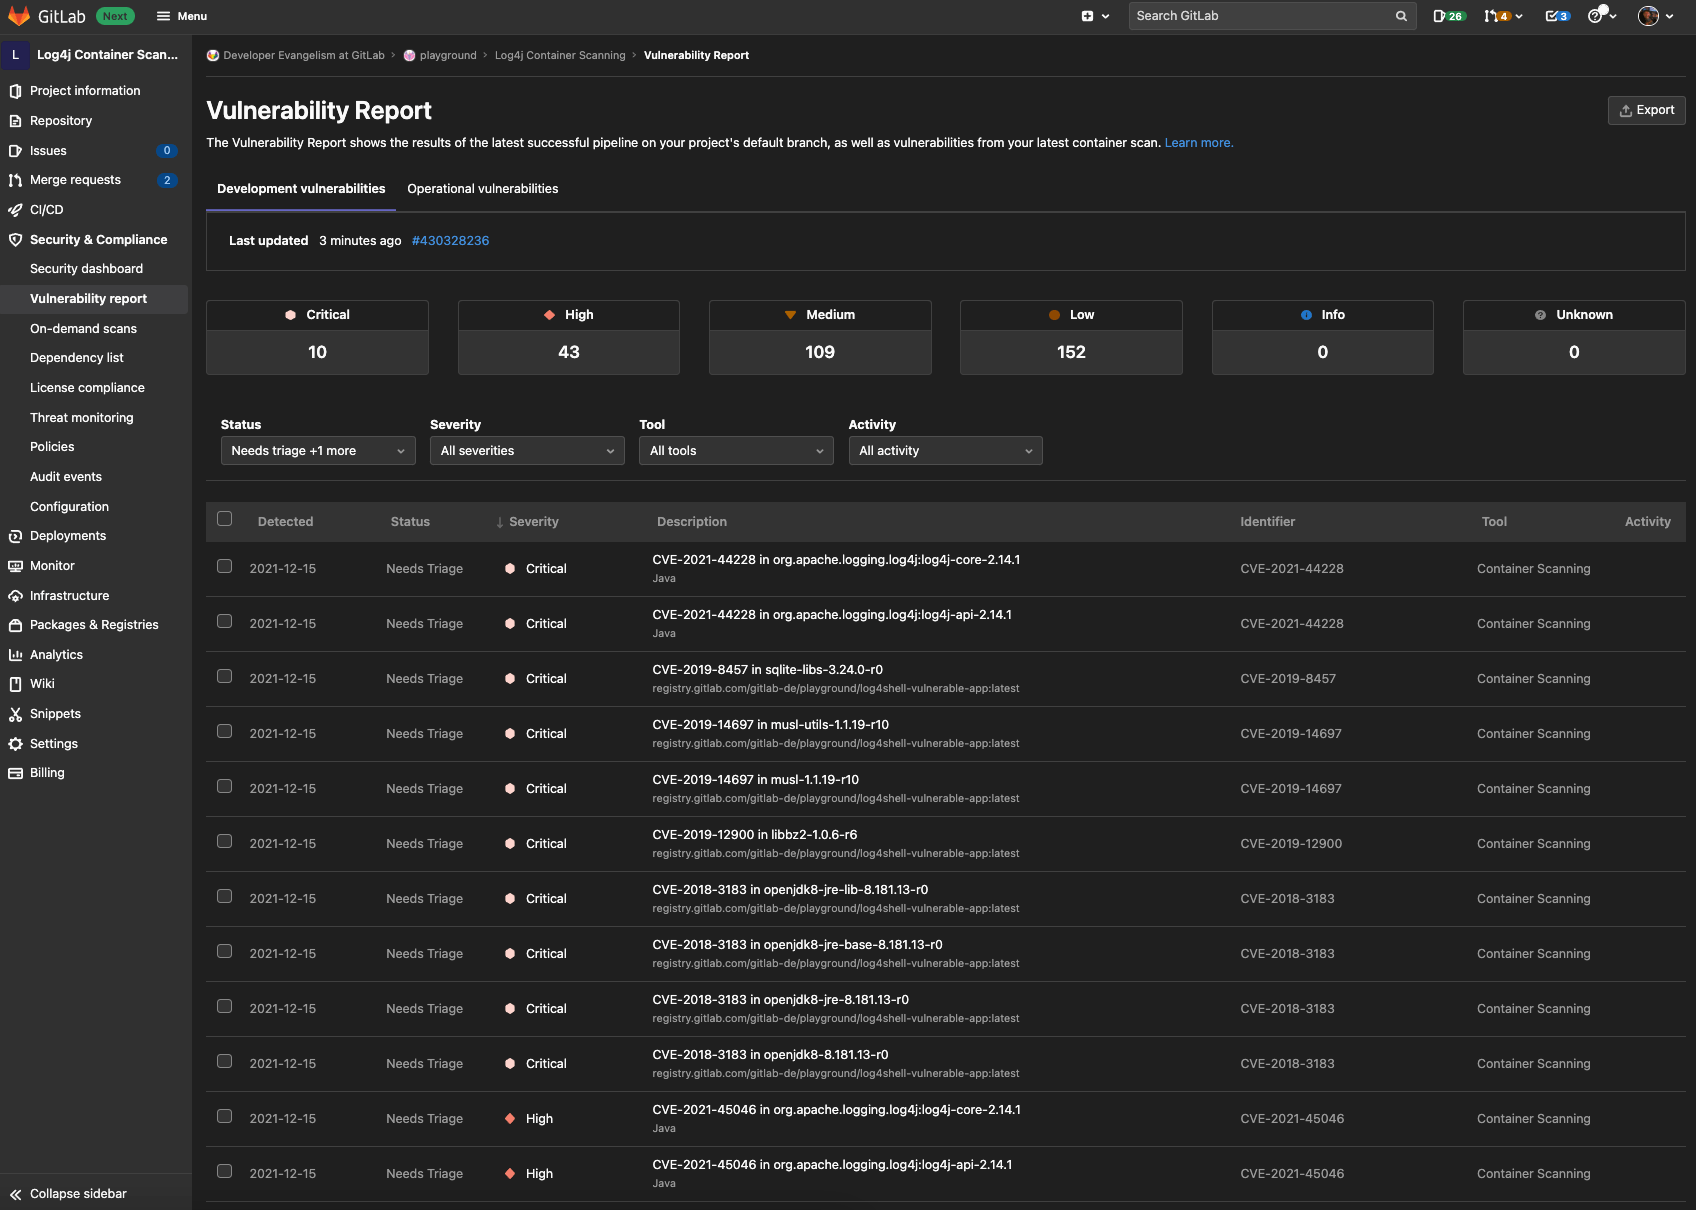 GitLab Next Menu Search GitLab 26 4 3
L Log4j Container Scan...
Project information
Repository
Issues 0
Merge requests 2
CI/CD
Security & Compliance
Security dashboard
Vulnerability report
On-demand scans
Dependency list
License compliance
Threat monitoring
Policies
Audit events
Configuration
Deployments
Monitor
Infrastructure
Packages & Registries
Analytics
Wiki
Snippets
Settings
Billing
Collapse sidebar
Developer Evangelism at GitLab › playground › Log4j Container Scanning › Vulnerability Report
Vulnerability Report
Export
The Vulnerability Report shows the results of the latest successful pipeline on your project's default branch, as well as vulnerabilities from your latest container scan. Learn more.
Development vulnerabilities Operational vulnerabilities
Last updated 3 minutes ago #430328236
Critical High Medium Low Info Unknown
10 43 109 152 0 0
Status Severity Tool Activity
Needs triage +1 more All severities All tools All activity
Detected Status ↓ Severity Description Identifier Tool Activity
2021-12-15 Needs Triage Critical CVE-2021-44228 in org.apache.logging.log4j:log4j-core-2.14.1 CVE-2021-44228 Container Scanning
Java
2021-12-15 Needs Triage Critical CVE-2021-44228 in org.apache.logging.log4j:log4j-api-2.14.1 CVE-2021-44228 Container Scanning
Java
2021-12-15 Needs Triage Critical CVE-2019-8457 in sqlite-libs-3.24.0-r0 CVE-2019-8457 Container Scanning
registry.gitlab.com/gitlab-de/playground/log4shell-vulnerable-app:latest
2021-12-15 Needs Triage Critical CVE-2019-14697 in musl-utils-1.1.19-r10 CVE-2019-14697 Container Scanning
registry.gitlab.com/gitlab-de/playground/log4shell-vulnerable-app:latest
2021-12-15 Needs Triage Critical CVE-2019-14697 in musl-1.1.19-r10 CVE-2019-14697 Container Scanning
registry.gitlab.com/gitlab-de/playground/log4shell-vulnerable-app:latest
2021-12-15 Needs Triage Critical CVE-2019-12900 in libbz2-1.0.6-r6 CVE-2019-12900 Container Scanning
registry.gitlab.com/gitlab-de/playground/log4shell-vulnerable-app:latest
2021-12-15 Needs Triage Critical CVE-2018-3183 in openjdk8-jre-lib-8.181.13-r0 CVE-2018-3183 Container Scanning
registry.gitlab.com/gitlab-de/playground/log4shell-vulnerable-app:latest
2021-12-15 Needs Triage Critical CVE-2018-3183 in openjdk8-jre-base-8.181.13-r0 CVE-2018-3183 Container Scanning
registry.gitlab.com/gitlab-de/playground/log4shell-vulnerable-app:latest
2021-12-15 Needs Triage Critical CVE-2018-3183 in openjdk8-jre-8.181.13-r0 CVE-2018-3183 Container Scanning
registry.gitlab.com/gitlab-de/playground/log4shell-vulnerable-app:latest
2021-12-15 Needs Triage Critical CVE-2018-3183 in openjdk8-8.181.13-r0 CVE-2018-3183 Container Scanning
registry.gitlab.com/gitlab-de/playground/log4shell-vulnerable-app:latest
2021-12-15 Needs Triage High CVE-2021-45046 in org.apache.logging.log4j:log4j-core-2.14.1 CVE-2021-45046 Container Scanning
Java
2021-12-15 Needs Triage High CVE-2021-45046 in org.apache.logging.log4j:log4j-api-2.14.1 CVE-2021-45046 Container Scanning
Java